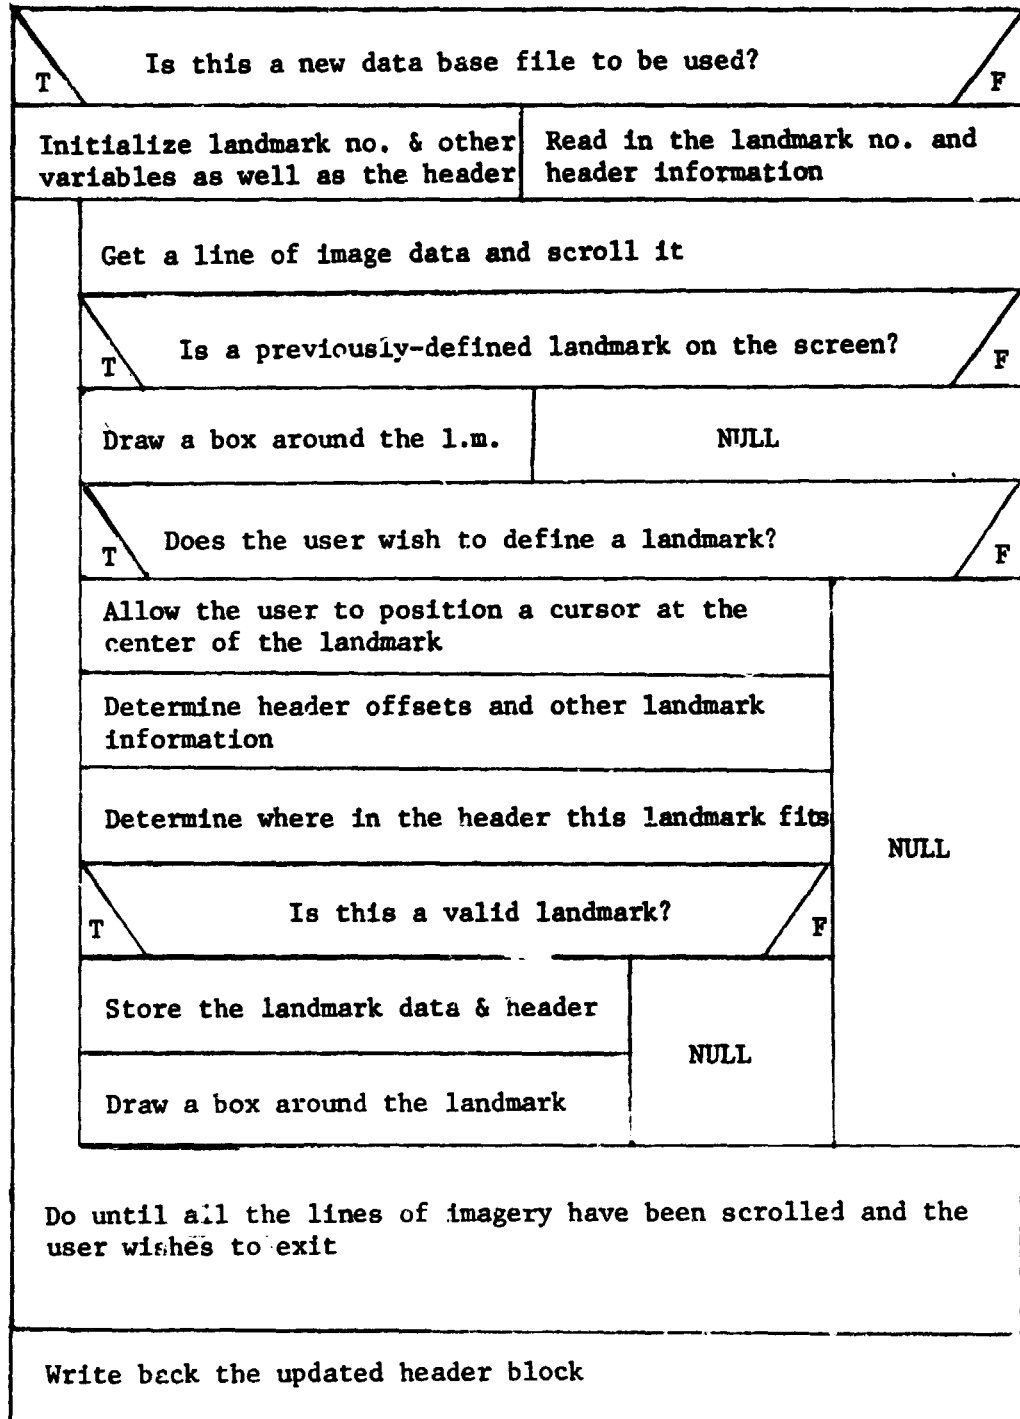 Is this a new data base file to be used?
T
F
Initialize landmark no. & other
variables as well as the header
Read in the landmark no. and
header information
Get a line of image data and scroll it
Is a previously-defined landmark on the screen?
T
F
Draw a box around the l.m.
NULL
Does the user wish to define a landmark?
T
F
Allow the user to position a cursor at the
center of the landmark
Determine header offsets and other landmark
information
Determine where in the header this landmark fits
NULL
Is this a valid landmark?
T
F
Store the landmark data & header
NULL
Draw a box around the landmark
Do until all the lines of imagery have been scrolled and the
user wishes to exit
Write back the updated header block